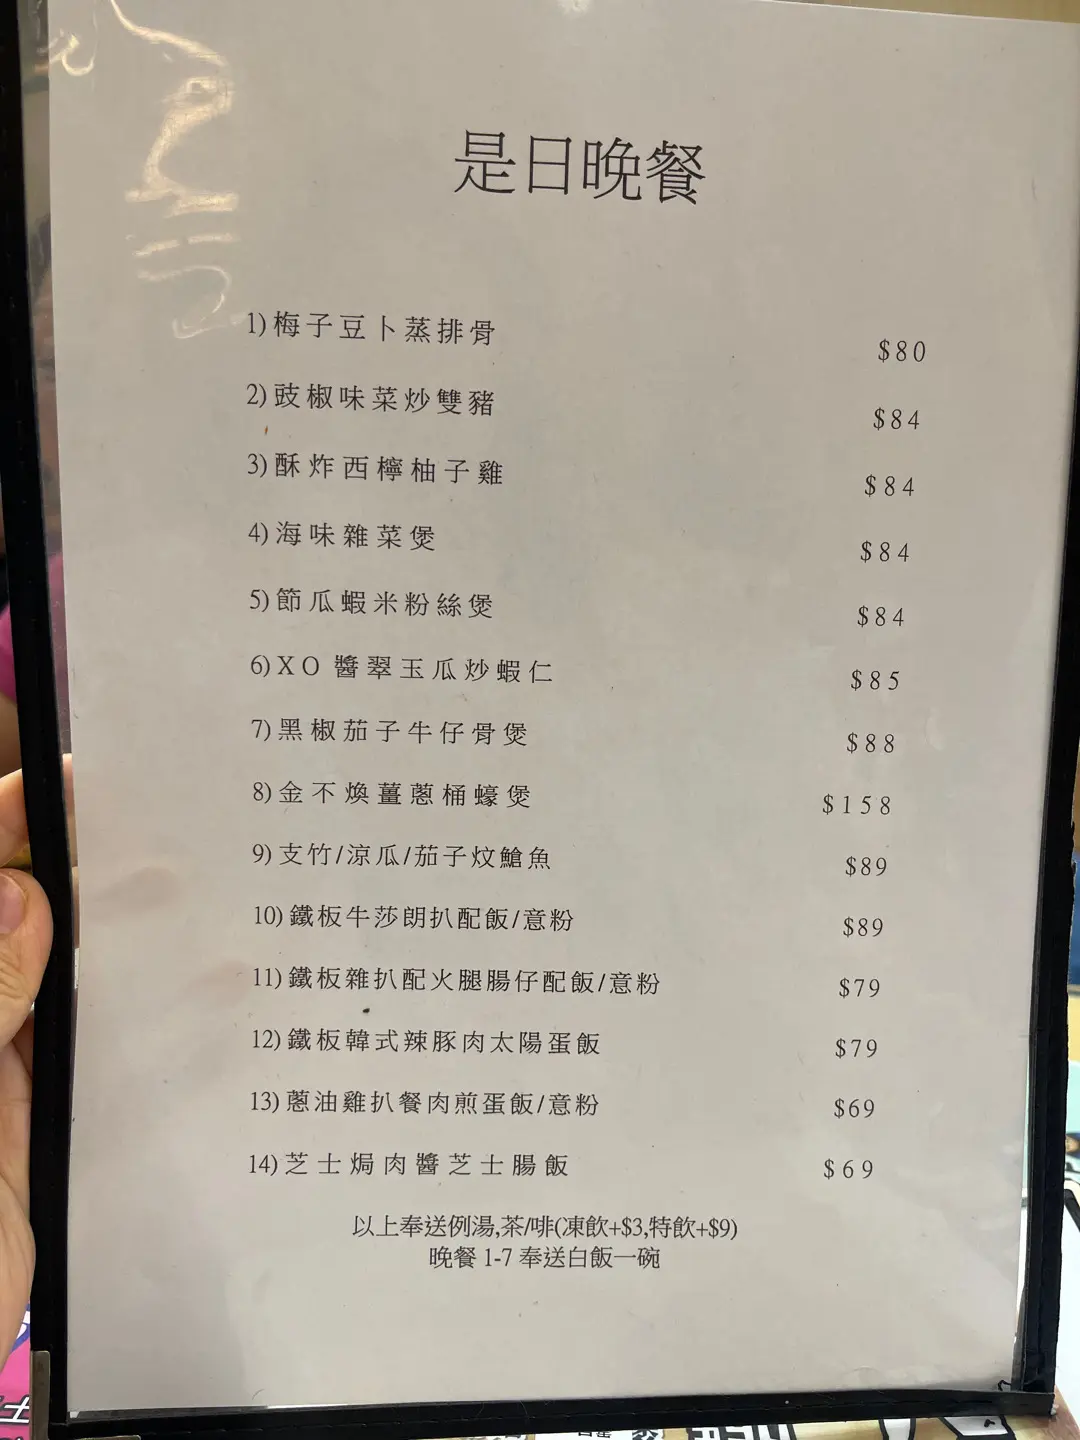 是日晚餐
1) 梅子豆卜蒸排骨 $80
2) 豉椒味菜炒雙豬 $84
3) 酥炸西檸柚子雞 $84
4) 海味雜菜煲 $84
5) 節瓜蝦米粉絲煲 $84
6) XO 醬翠玉瓜炒蝦仁 $85
7) 黑椒茄子牛仔骨煲 $88
8) 金不煥薑蔥桶蠔煲 $158
9) 支竹/涼瓜/茄子炆鯧魚 $89
10) 鐵板牛莎朗扒配飯/意粉 $89
11) 鐵板雜扒配火腿腸仔配飯/意粉 $79
12) 鐵板韓式辣豚肉太陽蛋飯 $79
13) 蔥油雞扒餐肉煎蛋飯/意粉 $69
14) 芝士焗肉醬芝士腸飯 $69
以上奉送例湯,茶/啡(凍飲+$3,特飲+$9)
晚餐 1-7 奉送白飯一碗